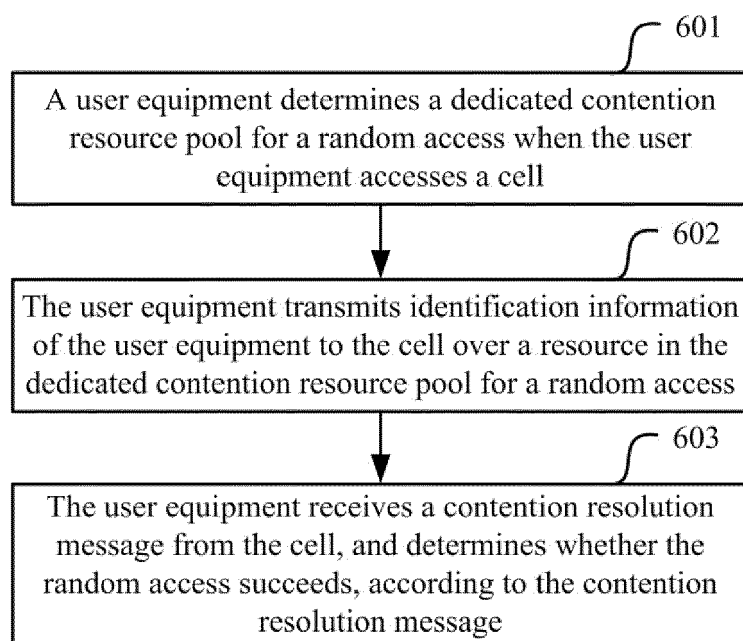 601
A user equipment determines a dedicated contention
resource pool for a random access when the user
equipment accesses a cell
602
The user equipment transmits identification information
of the user equipment to the cell over a resource in the
dedicated contention resource pool for a random access
603
The user equipment receives a contention resolution
message from the cell, and determines whether the
random access succeeds, according to the contention
resolution message